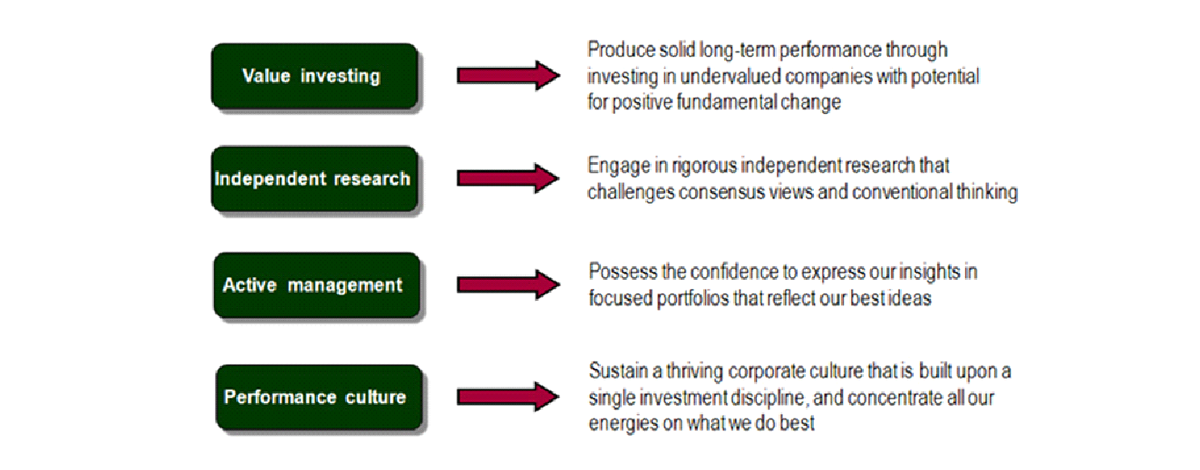 Value investing
Produce solid long-term performance through
investing in undervalued companies with potential
for positive fundamental change
Independent research
Engage in rigorous independent research that
challenges consensus views and conventional thinking
Active management
Possess the confidence to express our insights in
focused portfolios that reflect our best ideas
Performance culture
Sustain a thriving corporate culture that is built upon a
single investment discipline, and concentrate all our
energies on what we do best